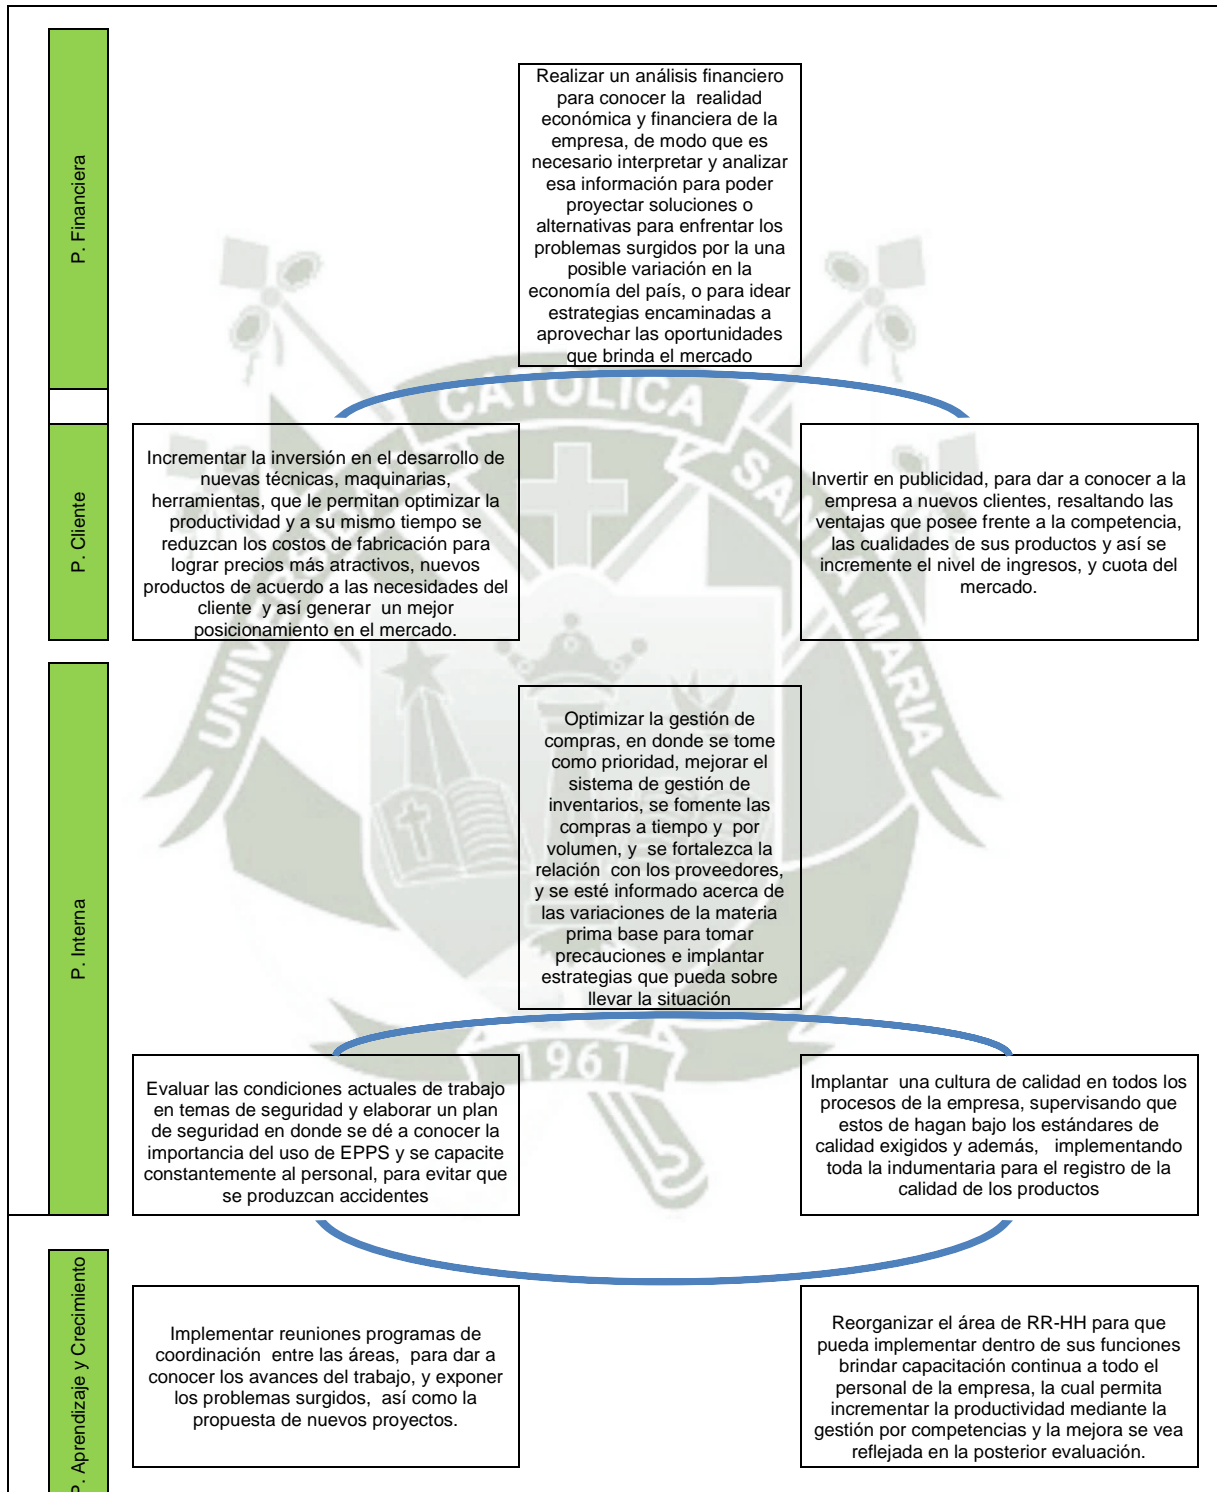 P. Financiera
Realizar un análisis financiero
para conocer la realidad
económica y financiera de la
empresa, de modo que es
necesario interpretar y analizar
esa información para poder
proyectar soluciones o
alternativas para enfrentar los
problemas surgidos por la una
posible variación en la
economía del país, o para idear
estrategias encaminadas a
aprovechar las oportunidades
que brinda el mercado
P. Cliente
Incrementar la inversión en el desarrollo de
nuevas técnicas, maquinarias,
herramientas, que le permitan optimizar la
productividad y a su mismo tiempo se
reduzcan los costos de fabricación para
lograr precios más atractivos, nuevos
productos de acuerdo a las necesidades del
cliente y así generar un mejor
posicionamiento en el mercado.
Invertir en publicidad, para dar a conocer a la
empresa a nuevos clientes, resaltando las
ventajas que posee frente a la competencia,
las cualidades de sus productos y así se
incremente el nivel de ingresos, y cuota del
mercado.
P. Interna
Optimizar la gestión de
compras, en donde se tome
como prioridad, mejorar el
sistema de gestión de
inventarios, se fomente las
compras a tiempo y por
volumen, y se fortalezca la
relación con los proveedores,
y se esté informado acerca de
las variaciones de la materia
prima base para tomar
precauciones e implantar
estrategias que pueda sobre
llevar la situación
Evaluar las condiciones actuales de trabajo
en temas de seguridad y elaborar un plan
de seguridad en donde se dé a conocer la
importancia del uso de EPPS y se capacite
constantemente al personal, para evitar que
se produzcan accidentes
Implantar una cultura de calidad en todos los
procesos de la empresa, supervisando que
estos de hagan bajo los estándares de
calidad exigidos y además, implementando
toda la indumentaria para el registro de la
calidad de los productos
P. Aprendizaje y Crecimiento
Implementar reuniones programas de
coordinación entre las áreas, para dar a
conocer los avances del trabajo, y exponer
los problemas surgidos, así como la
propuesta de nuevos proyectos.
Reorganizar el área de RR-HH para que
pueda implementar dentro de sus funciones
brindar capacitación continua a todo el
personal de la empresa, la cual permita
incrementar la productividad mediante la
gestión por competencias y la mejora se vea
reflejada en la posterior evaluación.
UNIVERSIDAD CATOLICA SANTA MARIA
1961